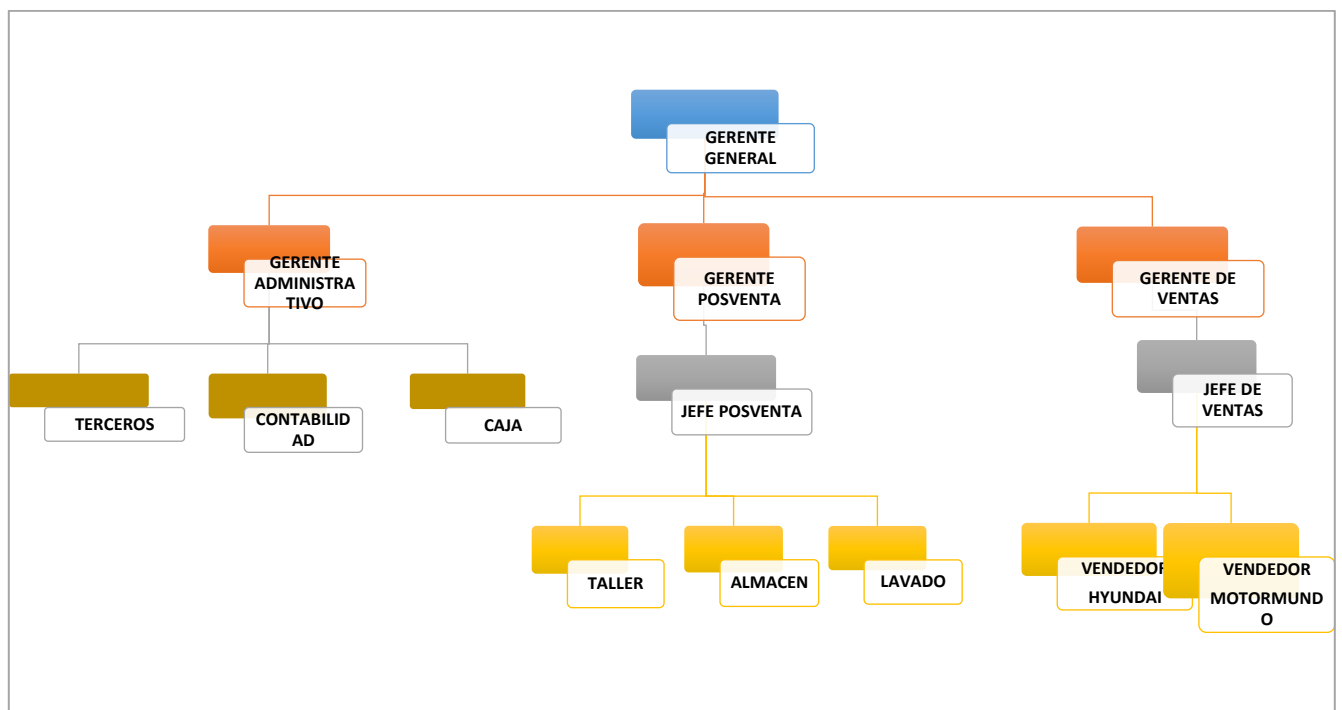 GERENTE
GENERAL
GERENTE
ADMINISTRA
TIVO
GERENTE
POSVENTA
GERENTE DE
VENTAS
TERCEROS
CONTABILID
AD
CAJA
JEFE POSVENTA
JEFE DE
VENTAS
TALLER
ALMACEN
LAVADO
VENDEDOR
HYUNDAI
VENDEDOR
MOTORMUND
O